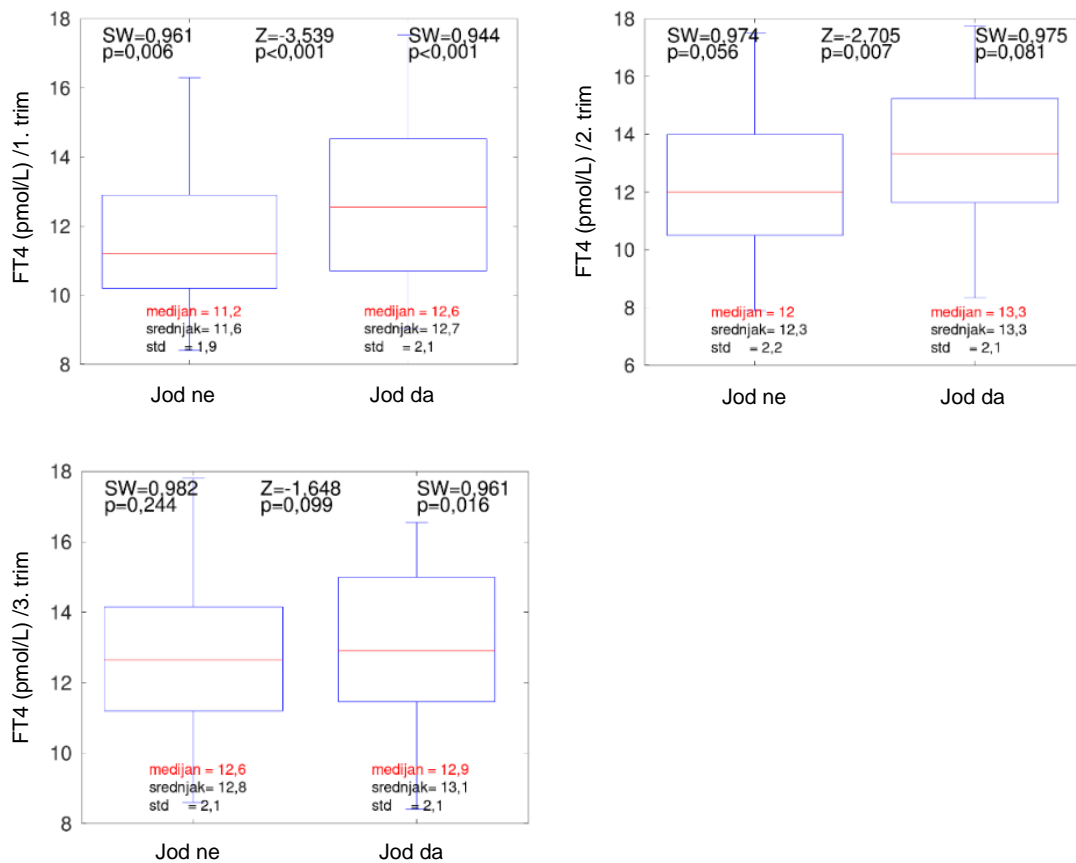 SW=0,961 Z=-3,539 SW=0,944
p=0,006 p<0,001 p<0,001
18
16
14
12
10
8
FT4 (pmol/L) /1. trim
medijan = 11,2 medijan = 12,6
srednjak= 11,6 srednjak= 12,7
std = 1,9 std = 2,1
Jod ne Jod da
SW=0,974 Z=-2,705 SW=0,975
p=0,056 p=0,007 p=0,081
18
16
14
12
10
8
6
FT4 (pmol/L) /2. trim
medijan = 12 medijan = 13,3
srednjak= 12,3 srednjak= 13,3
std = 2,2 std = 2,1
Jod ne Jod da
SW=0,982 Z=-1,648 SW=0,961
p=0,244 p=0,099 p=0,016
18
16
14
12
10
8
FT4 (pmol/L) /3. trim
medijan = 12,6 medijan = 12,9
srednjak= 12,8 srednjak= 13,1
std = 2,1 std = 2,1
Jod ne Jod da